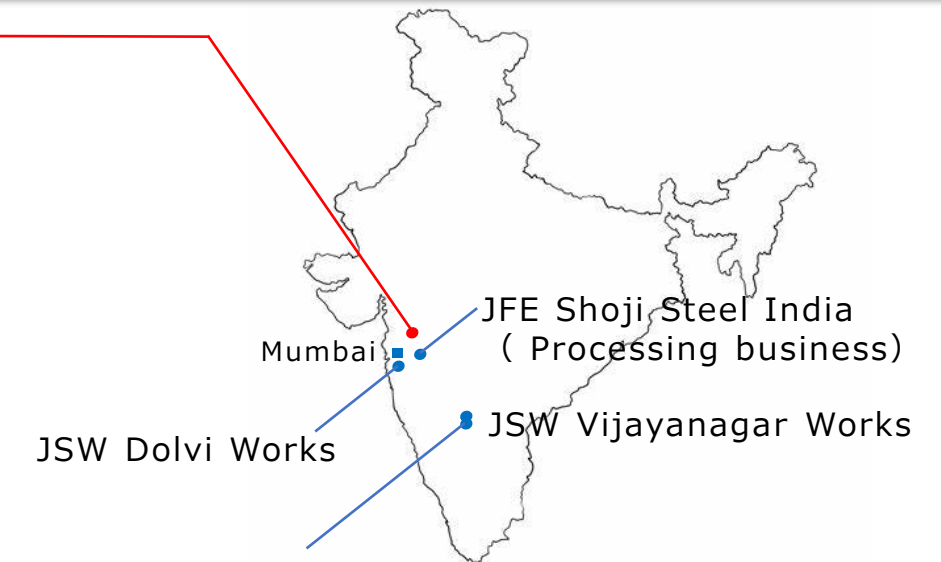 JFE Shoji Steel India
( Processing business)
Mumbai
JSW Vijayanagar Works
JSW Dolvi Works